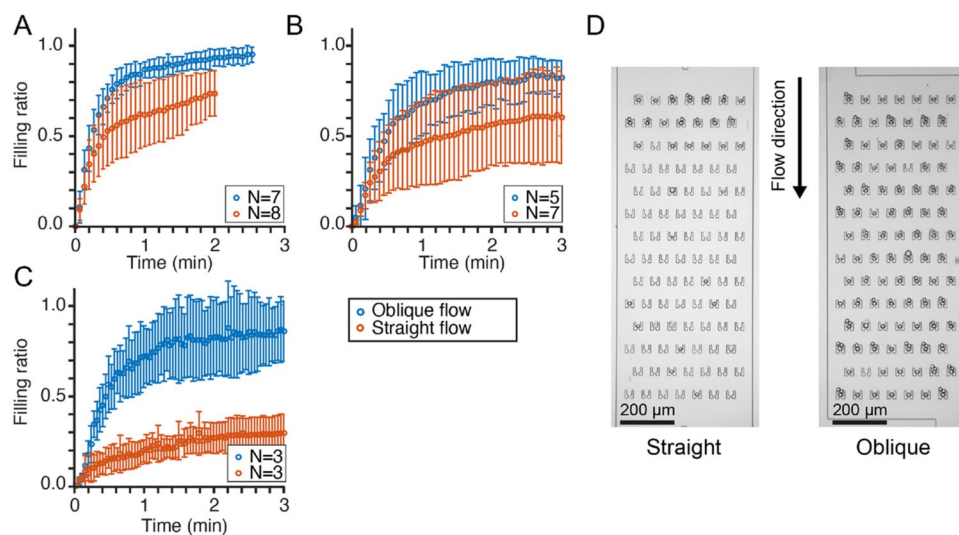 A
Filling ratio
1.0
0.5
0.0
0
1
2
3
Time (min)
N=7
N=8
B
1.0
0.5
0.0
0
1
2
3
Time (min)
N=5
N=7
C
Filling ratio
1.0
0.5
0.0
0
1
2
3
Time (min)
N=3
N=3
Oblique flow
Straight flow
D
Flow direction
200 µm
Straight
200 µm
Oblique